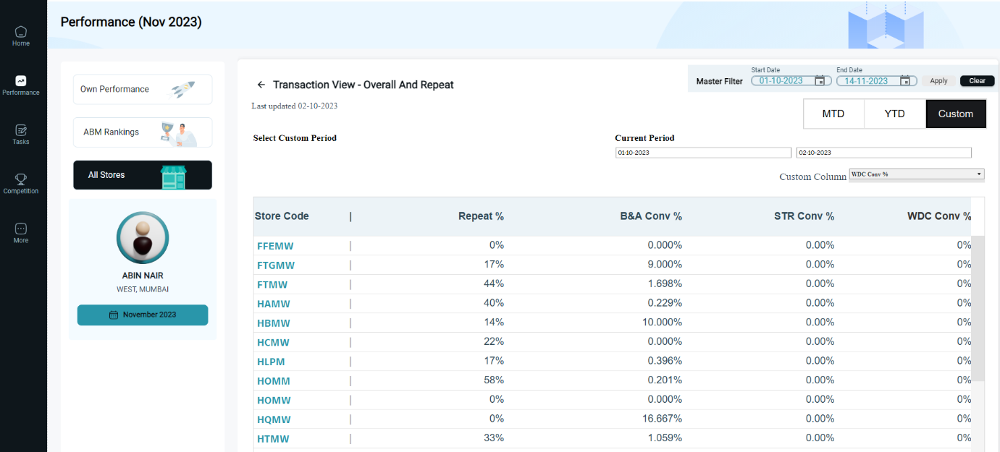 Performance (Nov 2023)
Home
Performance
Tasks
Competition
More
Own Performance
ABM Rankings
All Stores
ABIN NAIR
WEST, MUMBAI
November 2023
← Transaction View - Overall And Repeat
Last updated 02-10-2023
Master Filter
Start Date
01-10-2023
End Date
14-11-2023
Apply
Clear
MTD YTD Custom
Select Custom Period
Current Period
01-10-2023 02-10-2023
Custom Column WDC Conv %
Store Code | Repeat % B&A Conv % STR Conv % WDC Conv %
FFEMW | 0% 0.000% 0.00% 0%
FTGMW | 17% 9.000% 0.00% 0%
FTMW | 44% 1.698% 0.00% 0%
HAMW | 40% 0.229% 0.00% 0%
HBMW | 14% 10.000% 0.00% 0%
HCMW | 22% 0.000% 0.00% 0%
HLPM | 17% 0.396% 0.00% 0%
HOMM | 58% 0.201% 0.00% 0%
HOMW | 0% 0.000% 0.00% 0%
HQMW | 0% 16.667% 0.00% 0%
HTMW | 33% 1.059% 0.00% 0%